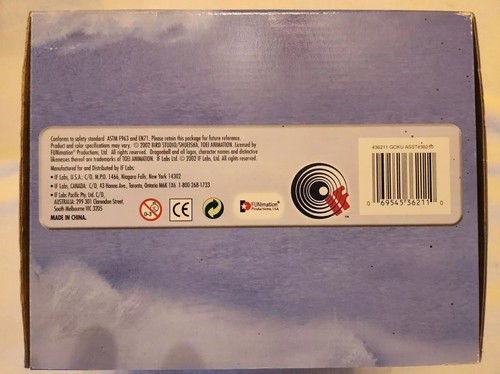 Conforms to safety standard ASTM F963 and EN71. Please retain this package for future reference.
Product and color specifications may vary. © 2002 BIRD STUDIO/SHUEISHA, TOEI ANIMATION. Licensed by
FUNimation® Productions, Ltd. All rights reserved. Dragonball and all logos, character names and distinctive
likenesses thereof are trademarks of TOEI ANIMATION. IF Labs Ltd. © 2002 IF Labs, Ltd. All Rights Reserved.
Manufactured for and Distributed by IF Labs:
• IF Labs, U.S.A.: C/O, M.P.D. 1466, Niagara Falls, New York 14302
• IF Labs, CANADA: C/O, 43 Hanna Ave., Toronto, Ontario M6K 1X6 1-800-268-1733
• IF Labs Pacific Pty. Ltd. C/O,
AUSTRALIA: 299-301 Clarendon Street,
South Melbourne VIC 3205
MADE IN CHINA.
0-3
CE
FUNimation®
Productions, Ltd.
if
™
#36211 GOKU ASST#36210
0 69545 36211 0